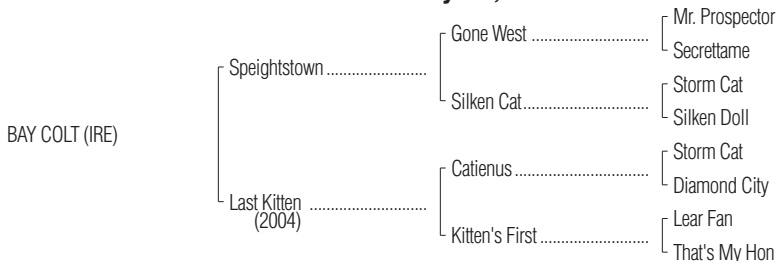 Mr. Prospector
Gone West
Secrettame
Speightstown
Storm Cat
Silken Cat
Silken Doll
BAY COLT (IRE)
Storm Cat
Catienus
Diamond City
Last Kitten
(2004)
Lear Fan
Kitten's First
That's My Hon